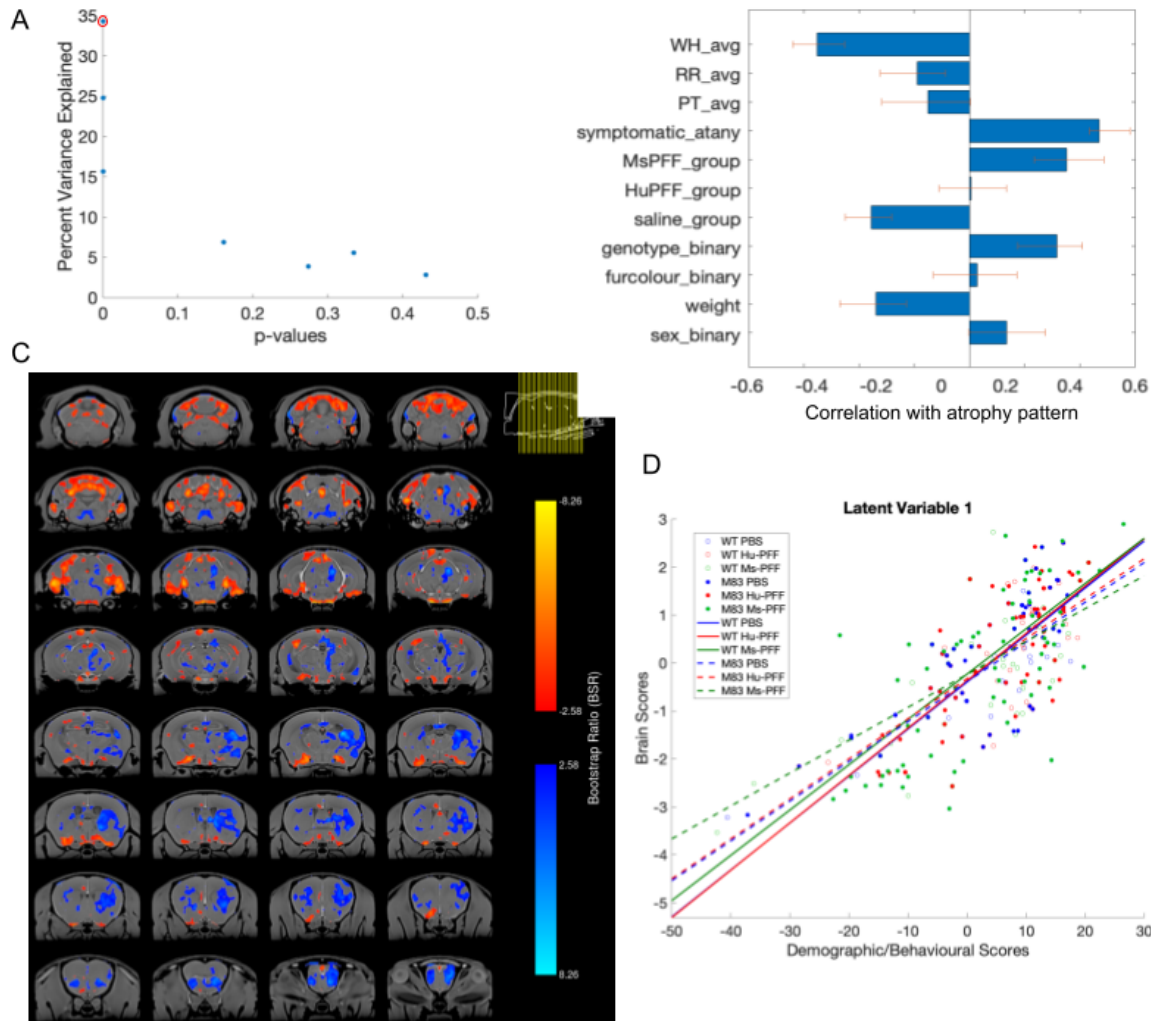 A
35
30
25
20
15
10
5
0
Percent Variance Explained
0 0.1 0.2 0.3 0.4 0.5
p-values
WH_avg
RR_avg
PT_avg
symptomatic_atany
MsPFF_group
HuPFF_group
saline_group
genotype_binary
furcolour_binary
weight
sex_binary
-0.6 -0.4 -0.2 0 0.2 0.4 0.6
Correlation with atrophy pattern
C
-8.26
-2.58
Bootstrap Ratio (BSR)
2.58
8.26
D
Latent Variable 1
WT PBS
WT Hu-PFF
WT Ms-PFF
M83 PBS
M83 Hu-PFF
M83 Ms-PFF
WT PBS
WT Hu-PFF
WT Ms-PFF
M83 PBS
M83 Hu-PFF
M83 Ms-PFF
3
2
1
0
-1
-2
-3
-4
-5
Brain Scores
-50 -40 -30 -20 -10 0 10 20 30
Demographic/Behavioural Scores